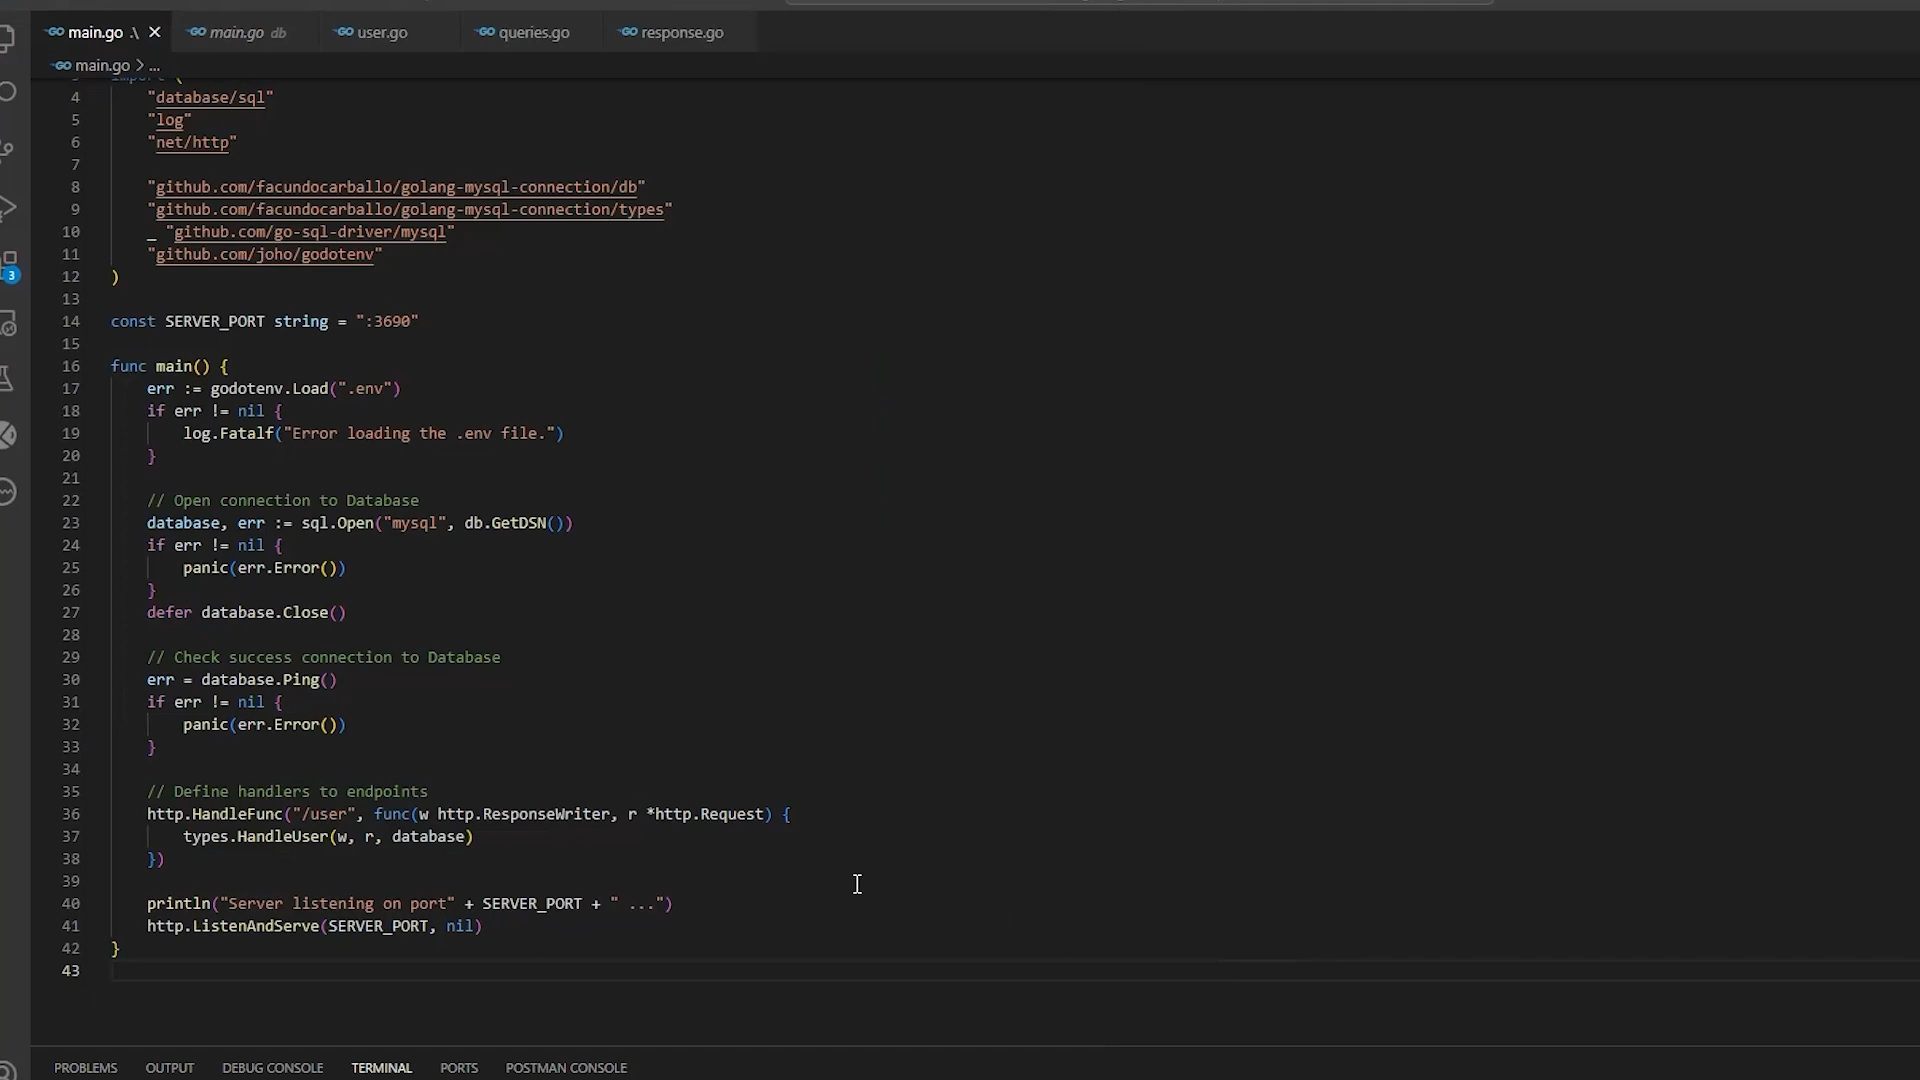 main.go .\
main.go db
user.go
queries.go
response.go
main.go > ...
3 import (
4 "database/sql"
5 "log"
6 "net/http"
7
8 "github.com/facundocarballo/golang-mysql-connection/db"
9 "github.com/facundocarballo/golang-mysql-connection/types"
10 _ "github.com/go-sql-driver/mysql"
11 "github.com/joho/godotenv"
12 )
13
14 const SERVER_PORT string = ":3690"
15
16 func main() {
17 err := godotenv.Load(".env")
18 if err != nil {
19 log.Fatalf("Error loading the .env file.")
20 }
21
22 // Open connection to Database
23 database, err := sql.Open("mysql", db.GetDSN())
24 if err != nil {
25 panic(err.Error())
26 }
27 defer database.Close()
28
29 // Check success connection to Database
30 err = database.Ping()
31 if err != nil {
32 panic(err.Error())
33 }
34
35 // Define handlers to endpoints
36 http.HandleFunc("/user", func(w http.ResponseWriter, r *http.Request) {
37 types.HandleUser(w, r, database)
38 })
39
40 println("Server listening on port" + SERVER_PORT + " ...")
41 http.ListenAndServe(SERVER_PORT, nil)
42 }
43
3
PROBLEMS OUTPUT DEBUG CONSOLE TERMINAL PORTS POSTMAN CONSOLE